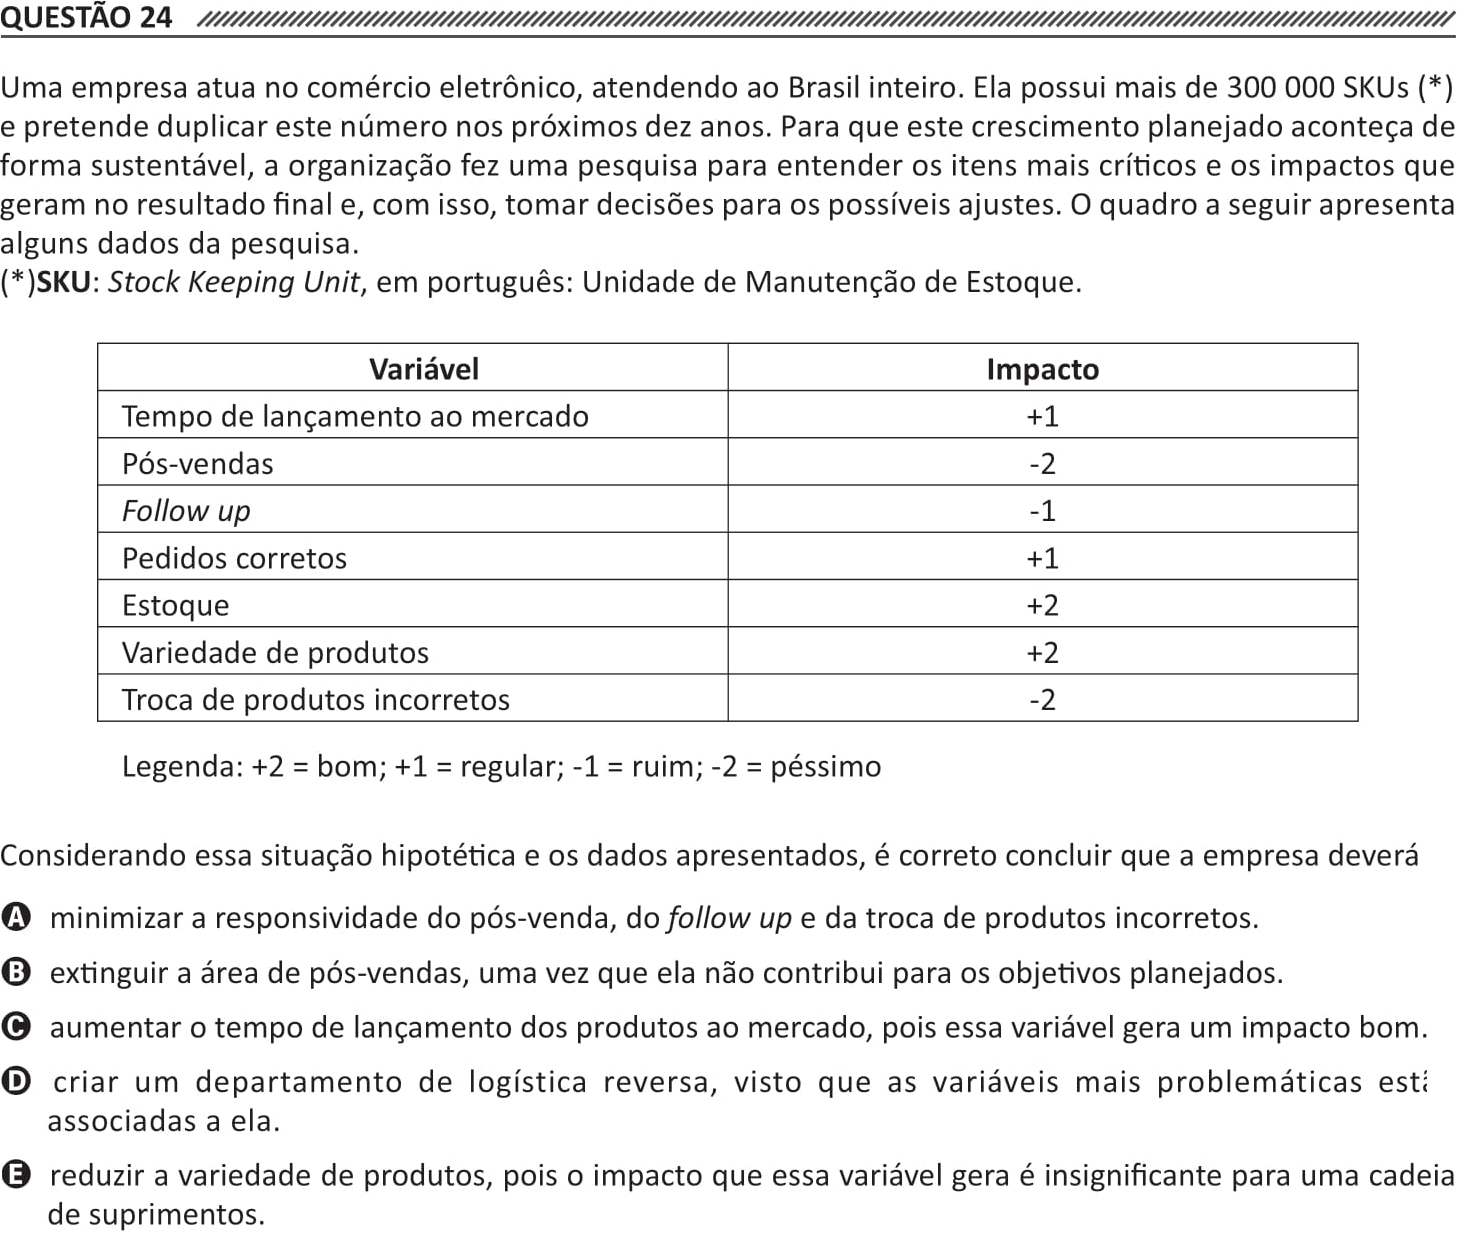 QUESTÃO 24
Uma empresa atua no comércio eletrônico, atendendo ao Brasil inteiro. Ela possui mais de 300 000 SKUs (*)
e pretende duplicar este número nos próximos dez anos. Para que este crescimento planejado aconteça de
forma sustentável, a organização fez uma pesquisa para entender os itens mais críticos e os impactos que
geram no resultado final e, com isso, tomar decisões para os possíveis ajustes. O quadro a seguir apresenta
alguns dados da pesquisa.
(*)SKU: Stock Keeping Unit, em português: Unidade de Manutenção de Estoque.
Variável Impacto
Tempo de lançamento ao mercado +1
Pós-vendas -2
Follow up -1
Pedidos corretos +1
Estoque +2
Variedade de produtos +2
Troca de produtos incorretos -2
Legenda: +2 = bom; +1 = regular; -1 = ruim; -2 = péssimo
Considerando essa situação hipotética e os dados apresentados, é correto concluir que a empresa deverá
A minimizar a responsividade do pós-venda, do follow up e da troca de produtos incorretos.
B extinguir a área de pós-vendas, uma vez que ela não contribui para os objetivos planejados.
C aumentar o tempo de lançamento dos produtos ao mercado, pois essa variável gera um impacto bom.
D criar um departamento de logística reversa, visto que as variáveis mais problemáticas
associadas a ela.
E reduzir a variedade de produtos, pois o impacto que essa variável gera é insignificante para uma cadeia
de suprimentos.